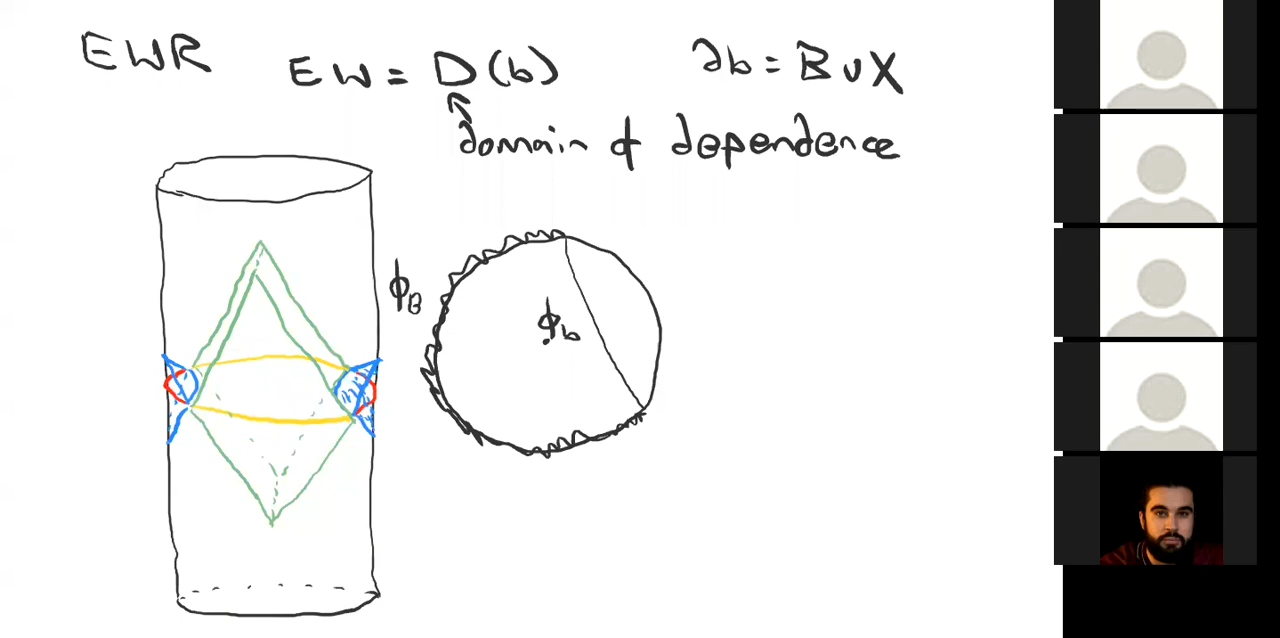 EWR
EW = D(b)
∂b = B ∪ X
domain of dependence
ϕ_B
ϕ_b